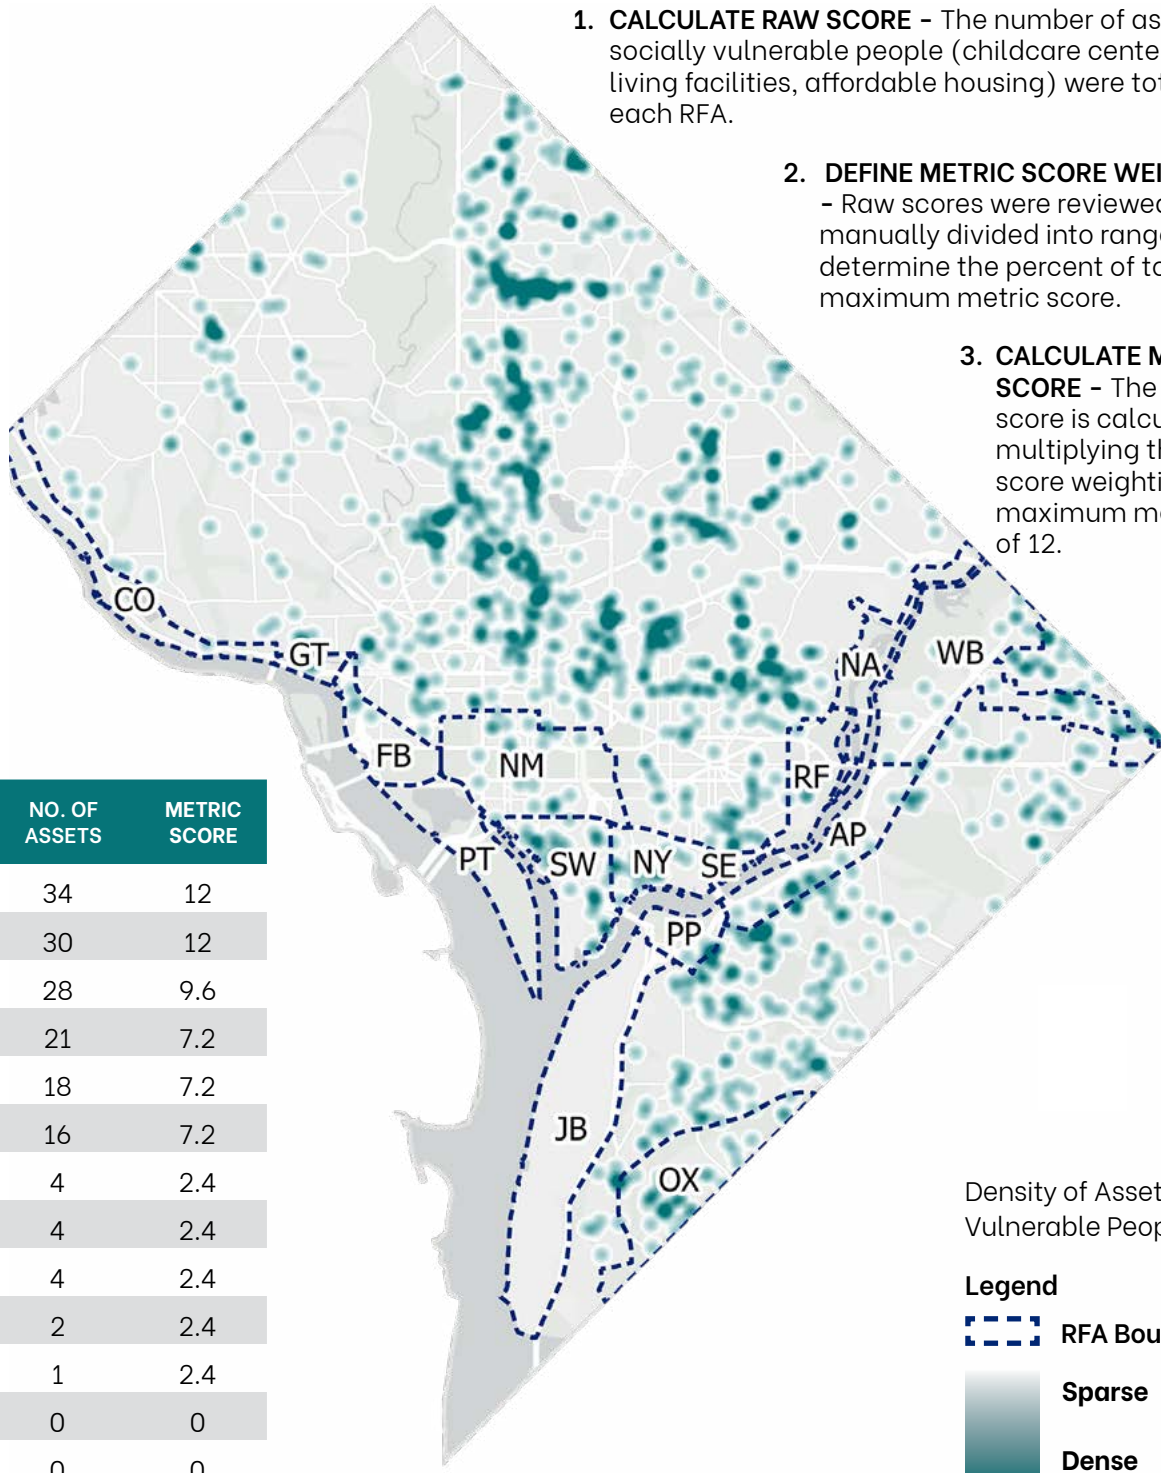 1. CALCULATE RAW SCORE - The number of as
socially vulnerable people (childcare cente
living facilities, affordable housing) were tot
each RFA.
2. DEFINE METRIC SCORE WEI
- Raw scores were reviewed
manually divided into range
determine the percent of to
maximum metric score.
3. CALCULATE M
SCORE - The
score is calcu
multiplying th
score weighti
maximum me
of 12.
CO
GT
FB
NM
NA
WB
RF
AP
PT
SW
NY
SE
PP
JB
OX
NO. OF ASSETS METRIC SCORE
34 12
30 12
28 9.6
21 7.2
18 7.2
16 7.2
4 2.4
4 2.4
4 2.4
2 2.4
1 2.4
0 0
0 0
Density of Asset
Vulnerable Peop
Legend
RFA Bou
Sparse
Dense